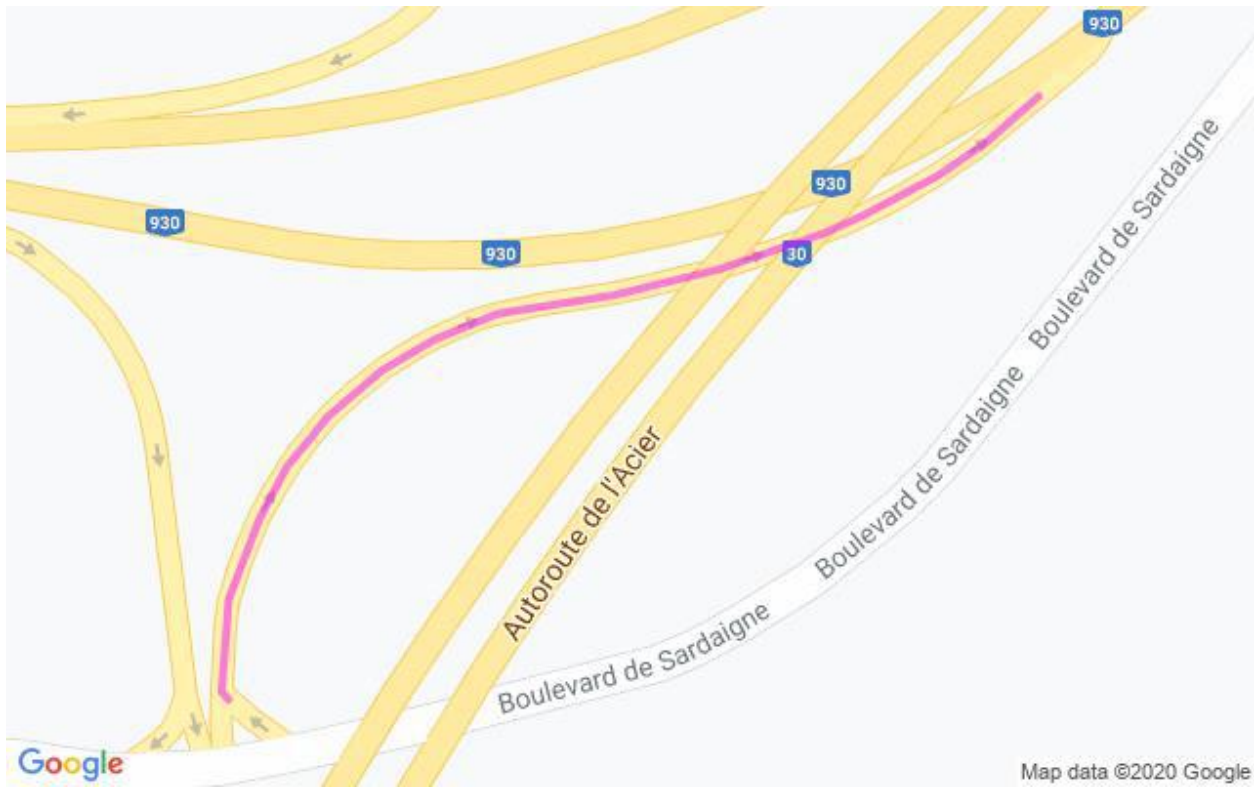 930
930
930
930
30
Boulevard de Sardaigne
Boulevard de Sardaigne
Autoroute de l'Acier
Boulevard de Sardaigne
Boulevard de Sardaigne
Google
Map data ©2020 Google